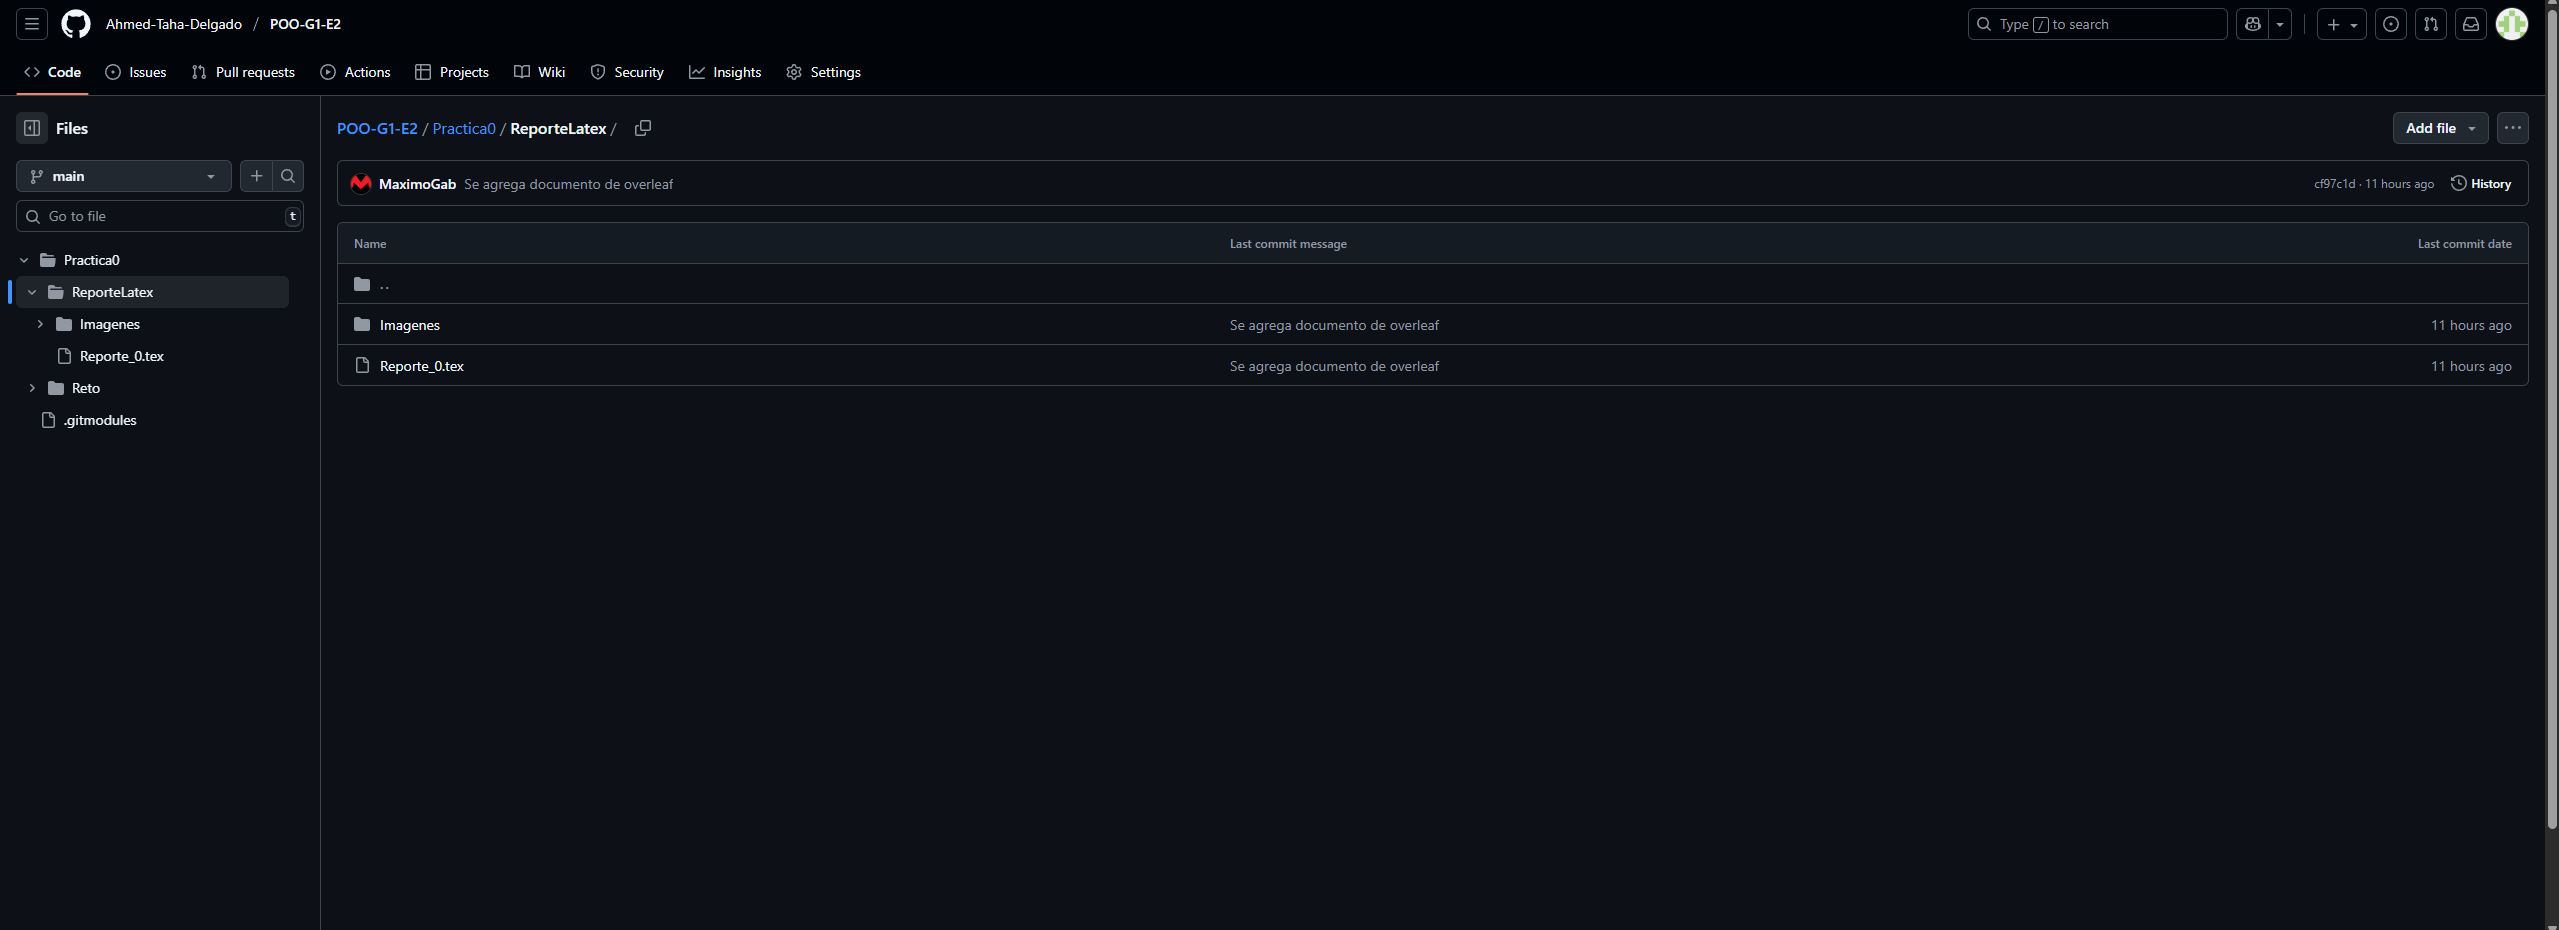 Ahmed-Taha-Delgado / POO-G1-E2
Type / to search
Code Issues Pull requests Actions Projects Wiki Security Insights Settings
Files
main
Go to file t
Practica0
ReporteLatex
Imagenes
Reporte_0.tex
Reto
.gitmodules
POO-G1-E2 / Practica0 / ReporteLatex /
Add file
MaximoGab Se agrega documento de overleaf cf97c1d · 11 hours ago History
Name Last commit message Last commit date
..
Imagenes Se agrega documento de overleaf 11 hours ago
Reporte_0.tex Se agrega documento de overleaf 11 hours ago